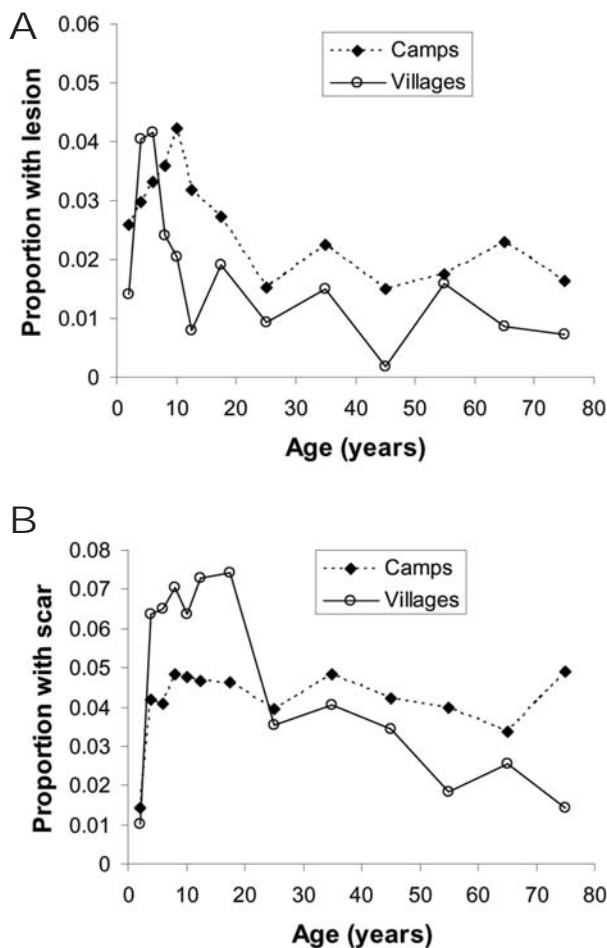 A
0.06
0.05
0.04
0.03
0.02
0.01
0
Proportion with lesion
Camps
Villages
0 10 20 30 40 50 60 70 80
Age (years)
B
0.08
0.07
0.06
0.05
0.04
0.03
0.02
0.01
0
Proportion with scar
Camps
Villages
0 10 20 30 40 50 60 70 80
Age (years)